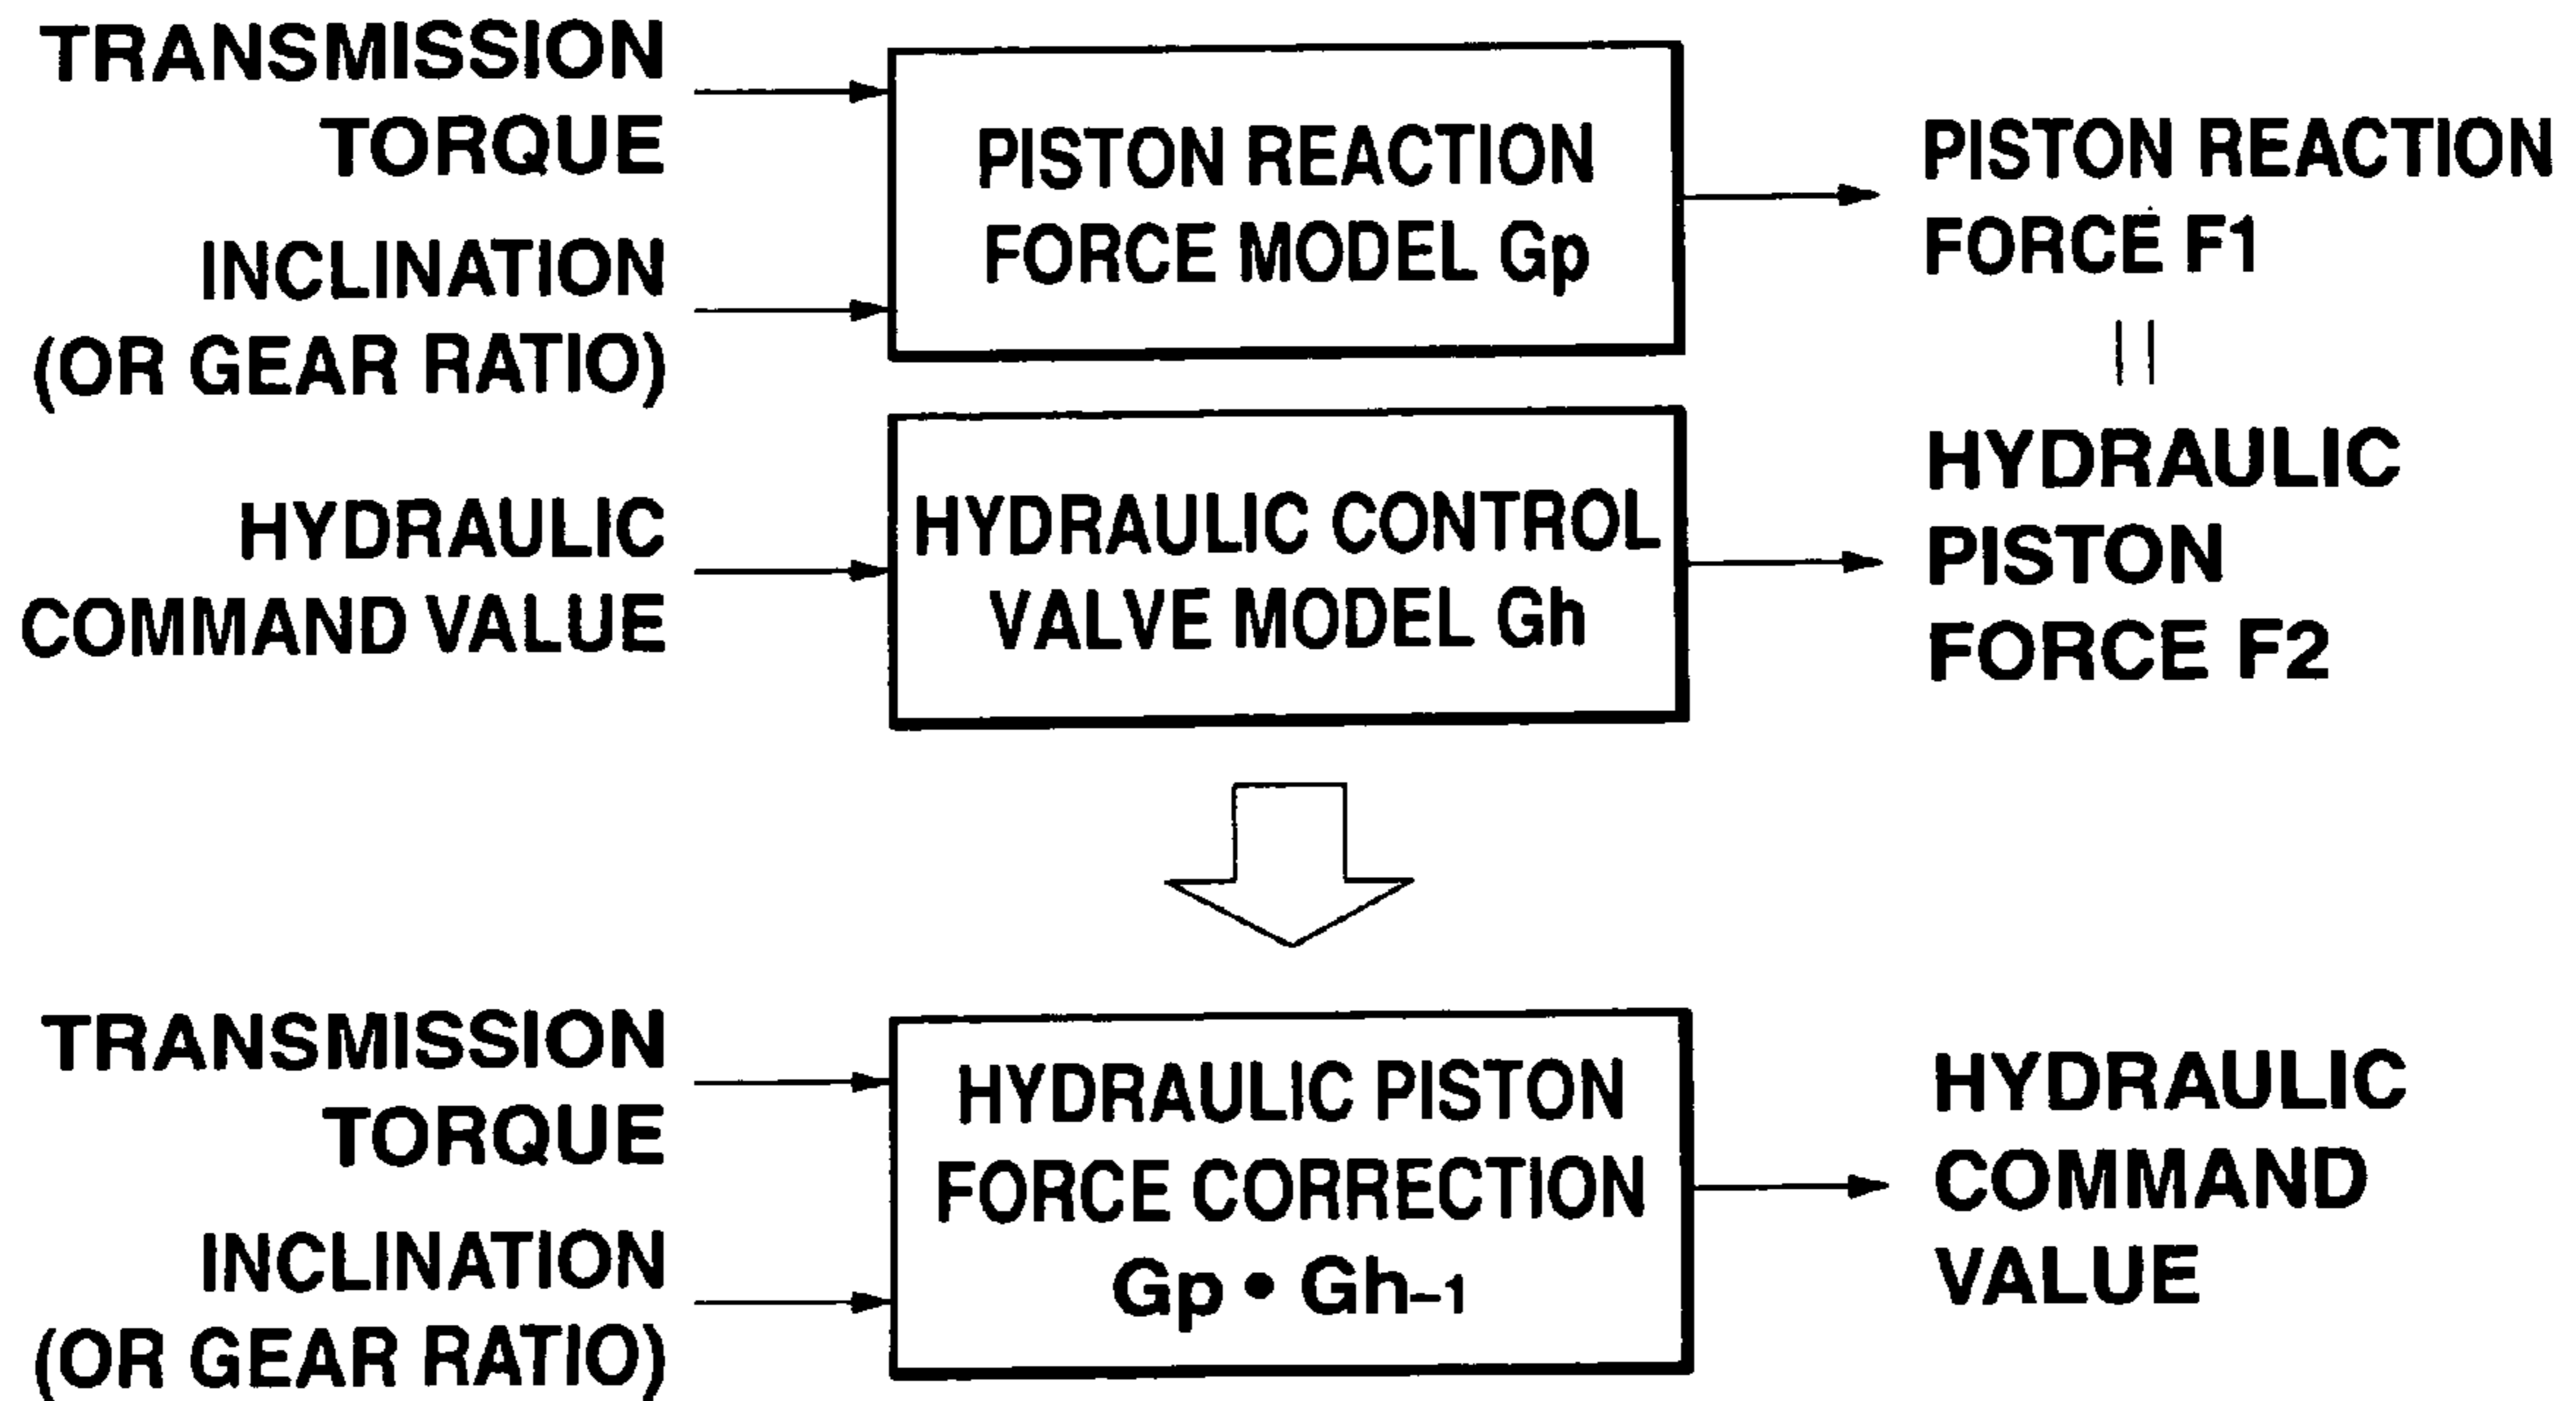 TRANSMISSION
TORQUE
INCLINATION
(OR GEAR RATIO)
PISTON REACTION
FORCE MODEL Gp
PISTON REACTION
FORCE F1
||
HYDRAULIC
COMMAND VALUE
HYDRAULIC CONTROL
VALVE MODEL Gh
HYDRAULIC
PISTON
FORCE F2
TRANSMISSION
TORQUE
INCLINATION
(OR GEAR RATIO)
HYDRAULIC PISTON
FORCE CORRECTION
Gp • Gh-1
HYDRAULIC
COMMAND
VALUE